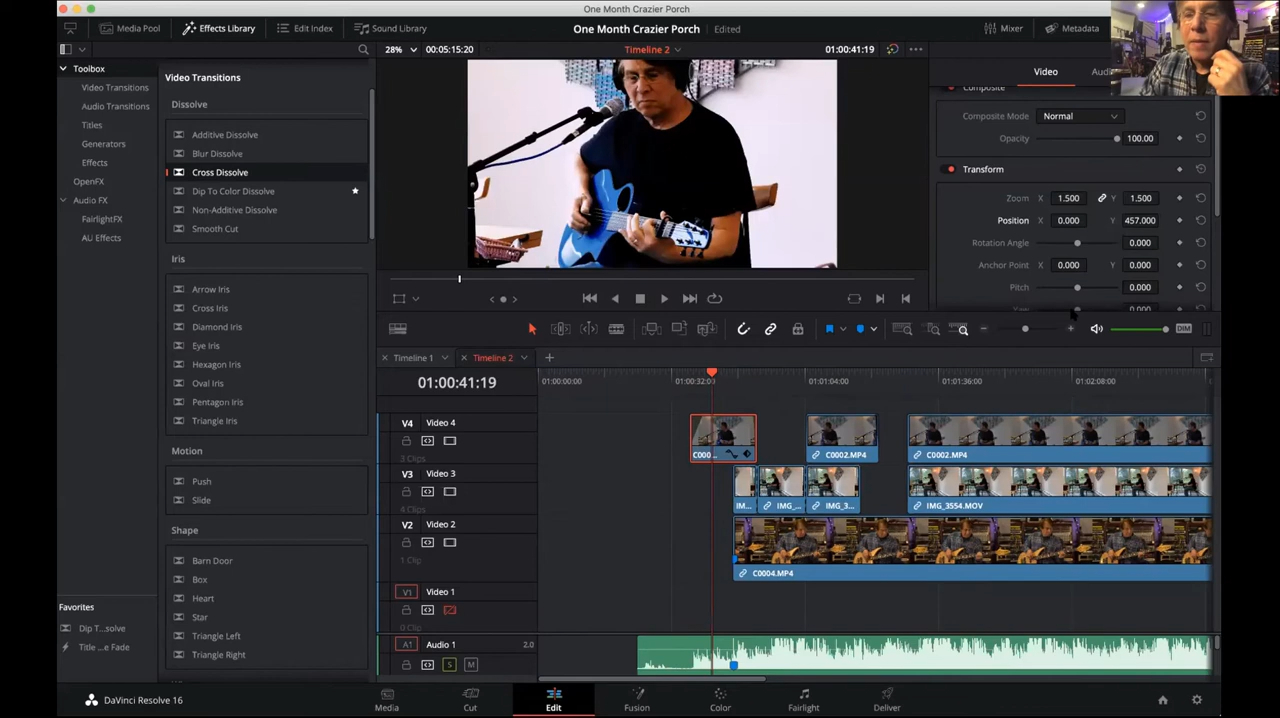 One Month Crazier Porch
Media Pool
Effects Library
Edit Index
Sound Library
One Month Crazier Porch
Edited
Mixer
Metadata
28%
00:05:15:20
Timeline 2
01:00:41:19
Toolbox
Video Transitions
Audio Transitions
Titles
Generators
Effects
OpenFX
Audio FX
FairlightFX
AU Effects
Favorites
Dip T...solve
Title ...e Fade
Video Transitions
Dissolve
Additive Dissolve
Blur Dissolve
Cross Dissolve
Dip To Color Dissolve
Non-Additive Dissolve
Smooth Cut
Iris
Arrow Iris
Cross Iris
Diamond Iris
Eye Iris
Hexagon Iris
Oval Iris
Pentagon Iris
Triangle Iris
Motion
Push
Slide
Shape
Barn Door
Box
Heart
Star
Triangle Left
Triangle Right
Video
Composite
Composite Mode Normal
Opacity 100.00
Transform
Zoom X 1.500 Y 1.500
Position X 0.000 Y 457.000
Rotation Angle 0.000
Anchor Point X 0.000 Y 0.000
Pitch 0.000
DIM
Timeline 1
Timeline 2
01:00:41:19
01:00:00:00
01:00:32:00
01:01:04:00
01:01:36:00
01:02:08:00
V4 Video 4
3 Clips
C000...
C0002.MP4
C0002.MP4
V3 Video 3
4 Clips
IM...
IMG_...
IMG_3...
IMG_3554.MOV
V2 Video 2
1 Clip
C0004.MP4
V1 Video 1
0 Clip
A1 Audio 1 2.0
S M
DaVinci Resolve 16
Media
Cut
Edit
Fusion
Color
Fairlight
Deliver